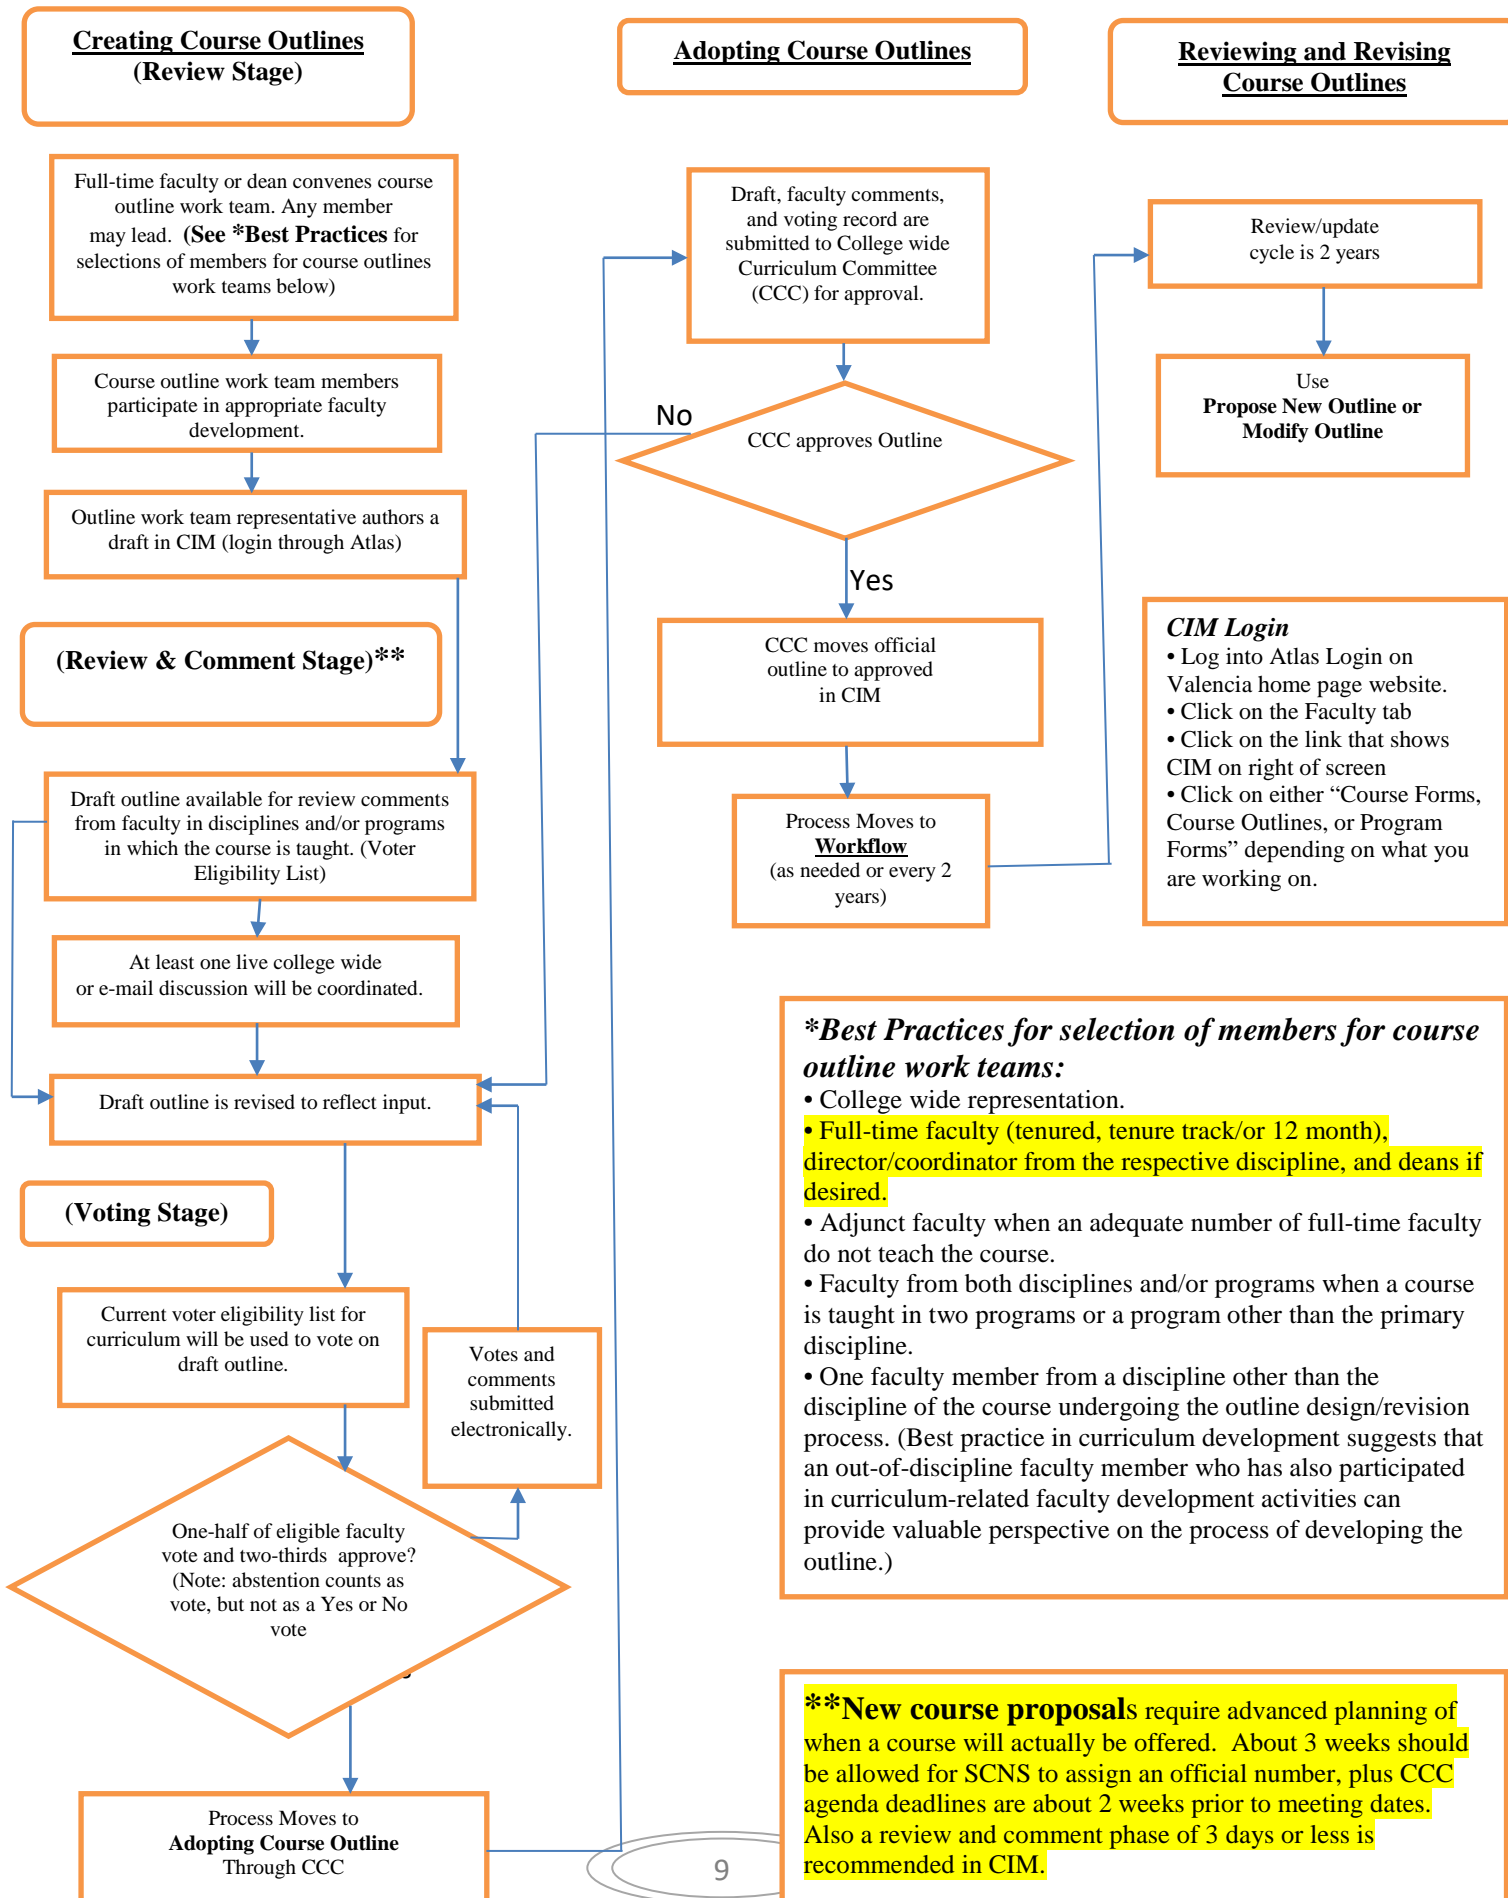 Creating Course Outlines
(Review Stage)
Full-time faculty or dean convenes course
outline work team. Any member
may lead. (See *Best Practices for
selections of members for course outlines
work teams below)
Course outline work team members
participate in appropriate faculty
development.
Outline work team representative authors a
draft in CIM (login through Atlas)
(Review & Comment Stage)**
Draft outline available for review comments
from faculty in disciplines and/or programs
in which the course is taught. (Voter
Eligibility List)
At least one live college wide
or e-mail discussion will be coordinated.
Draft outline is revised to reflect input.
(Voting Stage)
Current voter eligibility list for
curriculum will be used to vote on
draft outline.
Votes and
comments
submitted
electronically.
One-half of eligible faculty
vote and two-thirds approve?
(Note: abstention counts as
vote, but not as a Yes or No
vote
Process Moves to
Adopting Course Outline
Through CCC
Adopting Course Outlines
Draft, faculty comments,
and voting record are
submitted to College wide
Curriculum Committee
(CCC) for approval.
No
CCC approves Outline
Yes
CCC moves official
outline to approved
in CIM
Process Moves to
Workflow
(as needed or every 2
years)
Reviewing and Revising
Course Outlines
Review/update
cycle is 2 years
Use
Propose New Outline or
Modify Outline
CIM Login
• Log into Atlas Login on
Valencia home page website.
• Click on the Faculty tab
• Click on the link that shows
CIM on right of screen
• Click on either “Course Forms,
Course Outlines, or Program
Forms” depending on what you
are working on.
*Best Practices for selection of members for course
outline work teams:
• College wide representation.
• Full-time faculty (tenured, tenure track/or 12 month),
director/coordinator from the respective discipline, and deans if
desired.
• Adjunct faculty when an adequate number of full-time faculty
do not teach the course.
• Faculty from both disciplines and/or programs when a course
is taught in two programs or a program other than the primary
discipline.
• One faculty member from a discipline other than the
discipline of the course undergoing the outline design/revision
process. (Best practice in curriculum development suggests that
an out-of-discipline faculty member who has also participated
in curriculum-related faculty development activities can
provide valuable perspective on the process of developing the
outline.)
**New course proposals require advanced planning of
when a course will actually be offered. About 3 weeks should
be allowed for SCNS to assign an official number, plus CCC
agenda deadlines are about 2 weeks prior to meeting dates.
Also a review and comment phase of 3 days or less is
recommended in CIM.
9